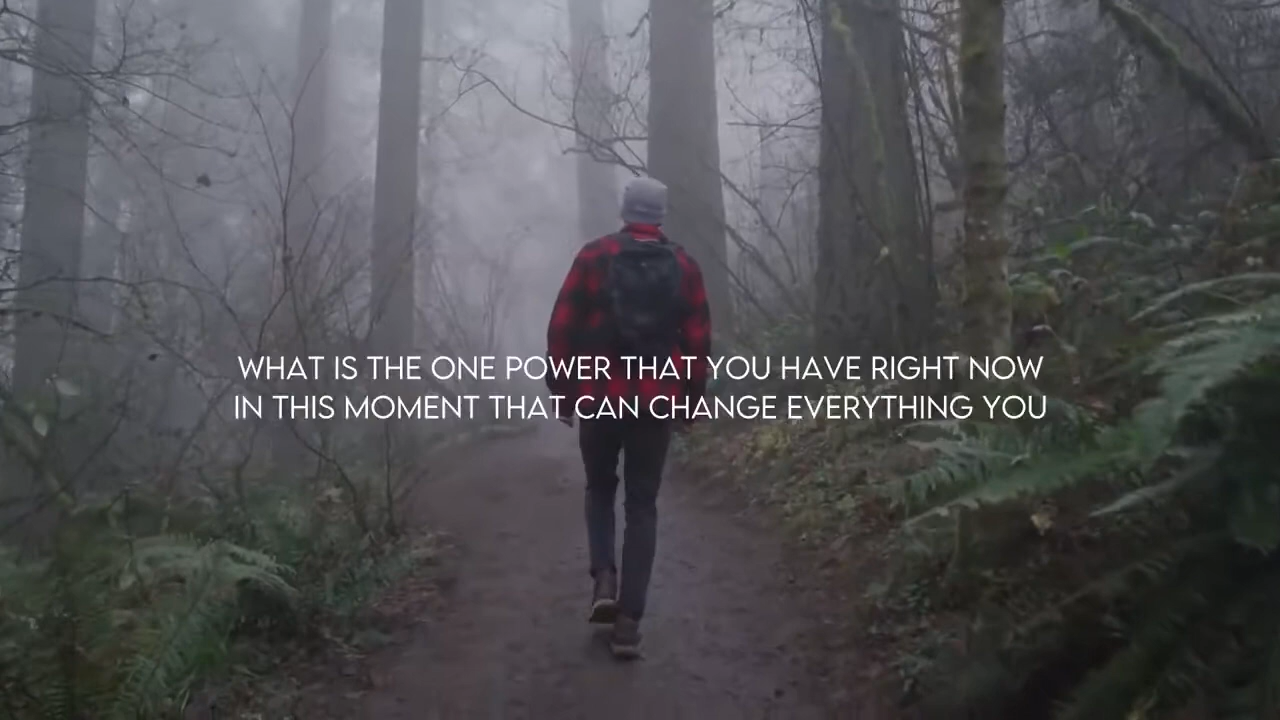 WHAT IS THE ONE POWER THAT YOU HAVE RIGHT NOW
IN THIS MOMENT THAT CAN CHANGE EVERYTHING YOU